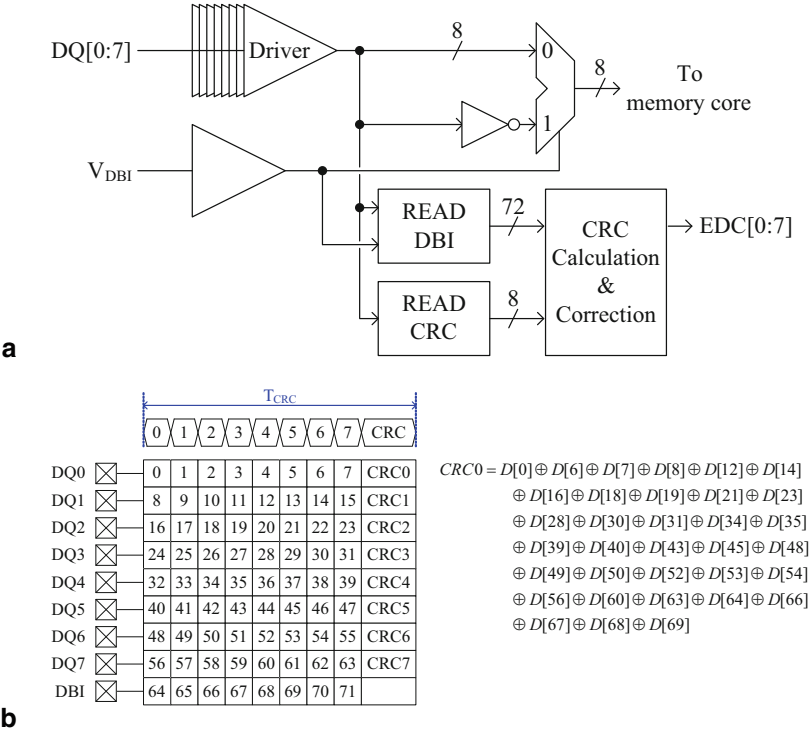 DQ[0:7]
Driver
8
0
8
To
memory core
1
V_DBI
READ
DBI
72
CRC
Calculation
&
Correction
EDC[0:7]
READ
CRC
8
a
T_CRC
0 1 2 3 4 5 6 7 CRC
DQ0 0 1 2 3 4 5 6 7 CRC0
DQ1 8 9 10 11 12 13 14 15 CRC1
DQ2 16 17 18 19 20 21 22 23 CRC2
DQ3 24 25 26 27 28 29 30 31 CRC3
DQ4 32 33 34 35 36 37 38 39 CRC4
DQ5 40 41 42 43 44 45 46 47 CRC5
DQ6 48 49 50 51 52 53 54 55 CRC6
DQ7 56 57 58 59 60 61 62 63 CRC7
DBI 64 65 66 67 68 69 70 71
CRC0 = D[0]⊕D[6]⊕D[7]⊕D[8]⊕D[12]⊕D[14]
⊕D[16]⊕D[18]⊕D[19]⊕D[21]⊕D[23]
⊕D[28]⊕D[30]⊕D[31]⊕D[34]⊕D[35]
⊕D[39]⊕D[40]⊕D[43]⊕D[45]⊕D[48]
⊕D[49]⊕D[50]⊕D[52]⊕D[53]⊕D[54]
⊕D[56]⊕D[60]⊕D[63]⊕D[64]⊕D[66]
⊕D[67]⊕D[68]⊕D[69]
b